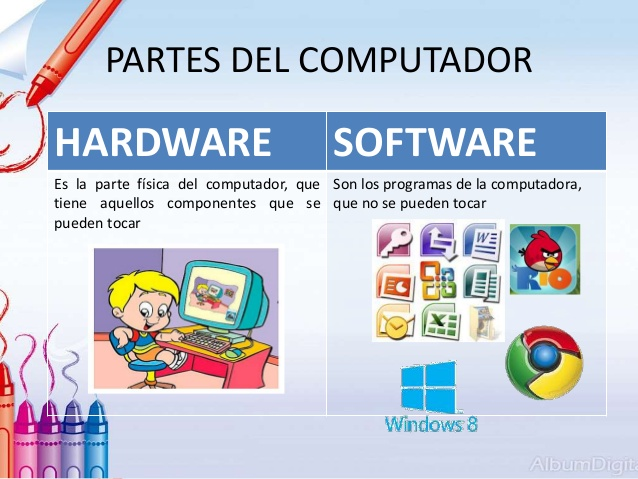 PARTES DEL COMPUTADOR
HARDWARE
SOFTWARE
Es la parte física del computador, que
tiene aquellos componentes que se
pueden tocar
Son los programas de la computadora,
que no se pueden tocar
RIO
Windows 8
AlbumDigita